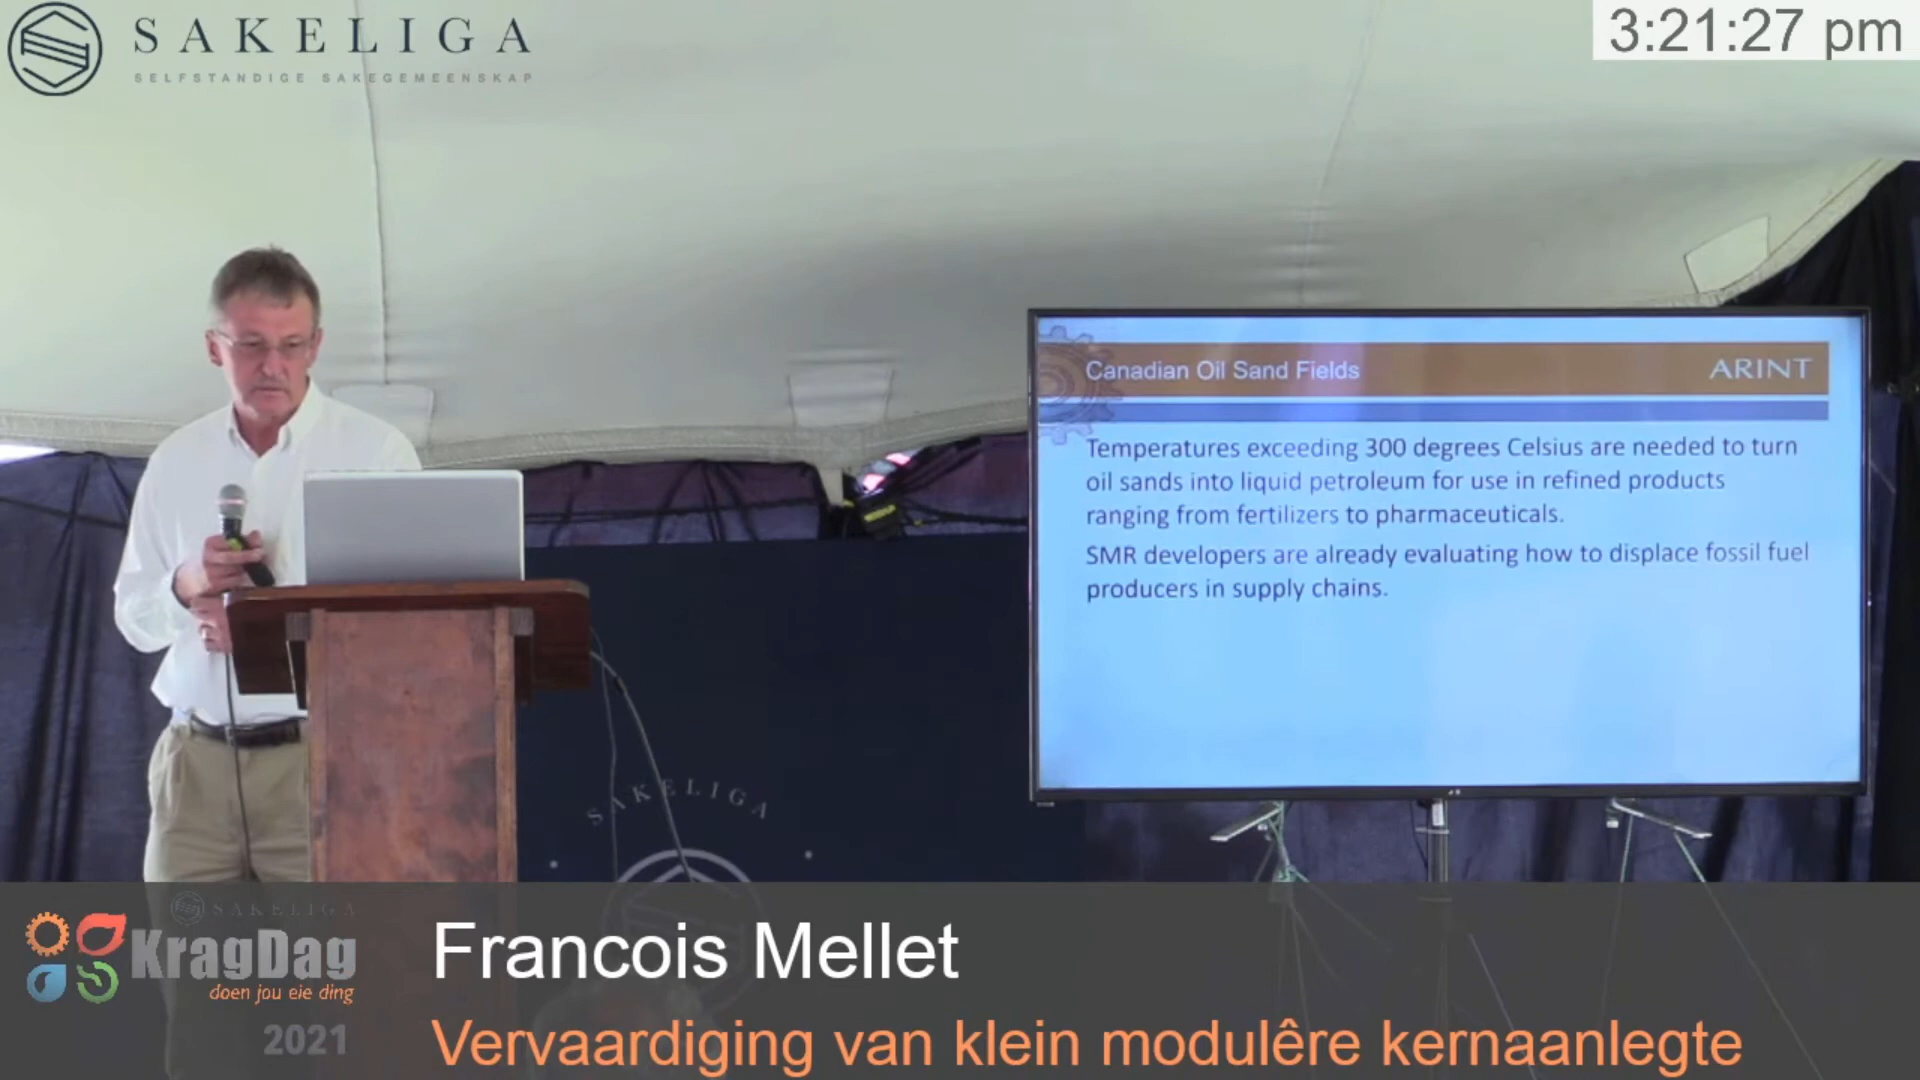 SAKELIGA
SELFSTANDIGE SAKEGEMEENSKAP
3:21:27 pm
Canadian Oil Sand Fields
ARINT
Temperatures exceeding 300 degrees Celsius are needed to turn
oil sands into liquid petroleum for use in refined products
ranging from fertilizers to pharmaceuticals.
SMR developers are already evaluating how to displace fossil fuel
producers in supply chains.
SAKELIGA
SAKELIGA
KragDag
doen jou eie ding
2021
Francois Mellet
Vervaardiging van klein modulêre kernaanlegte